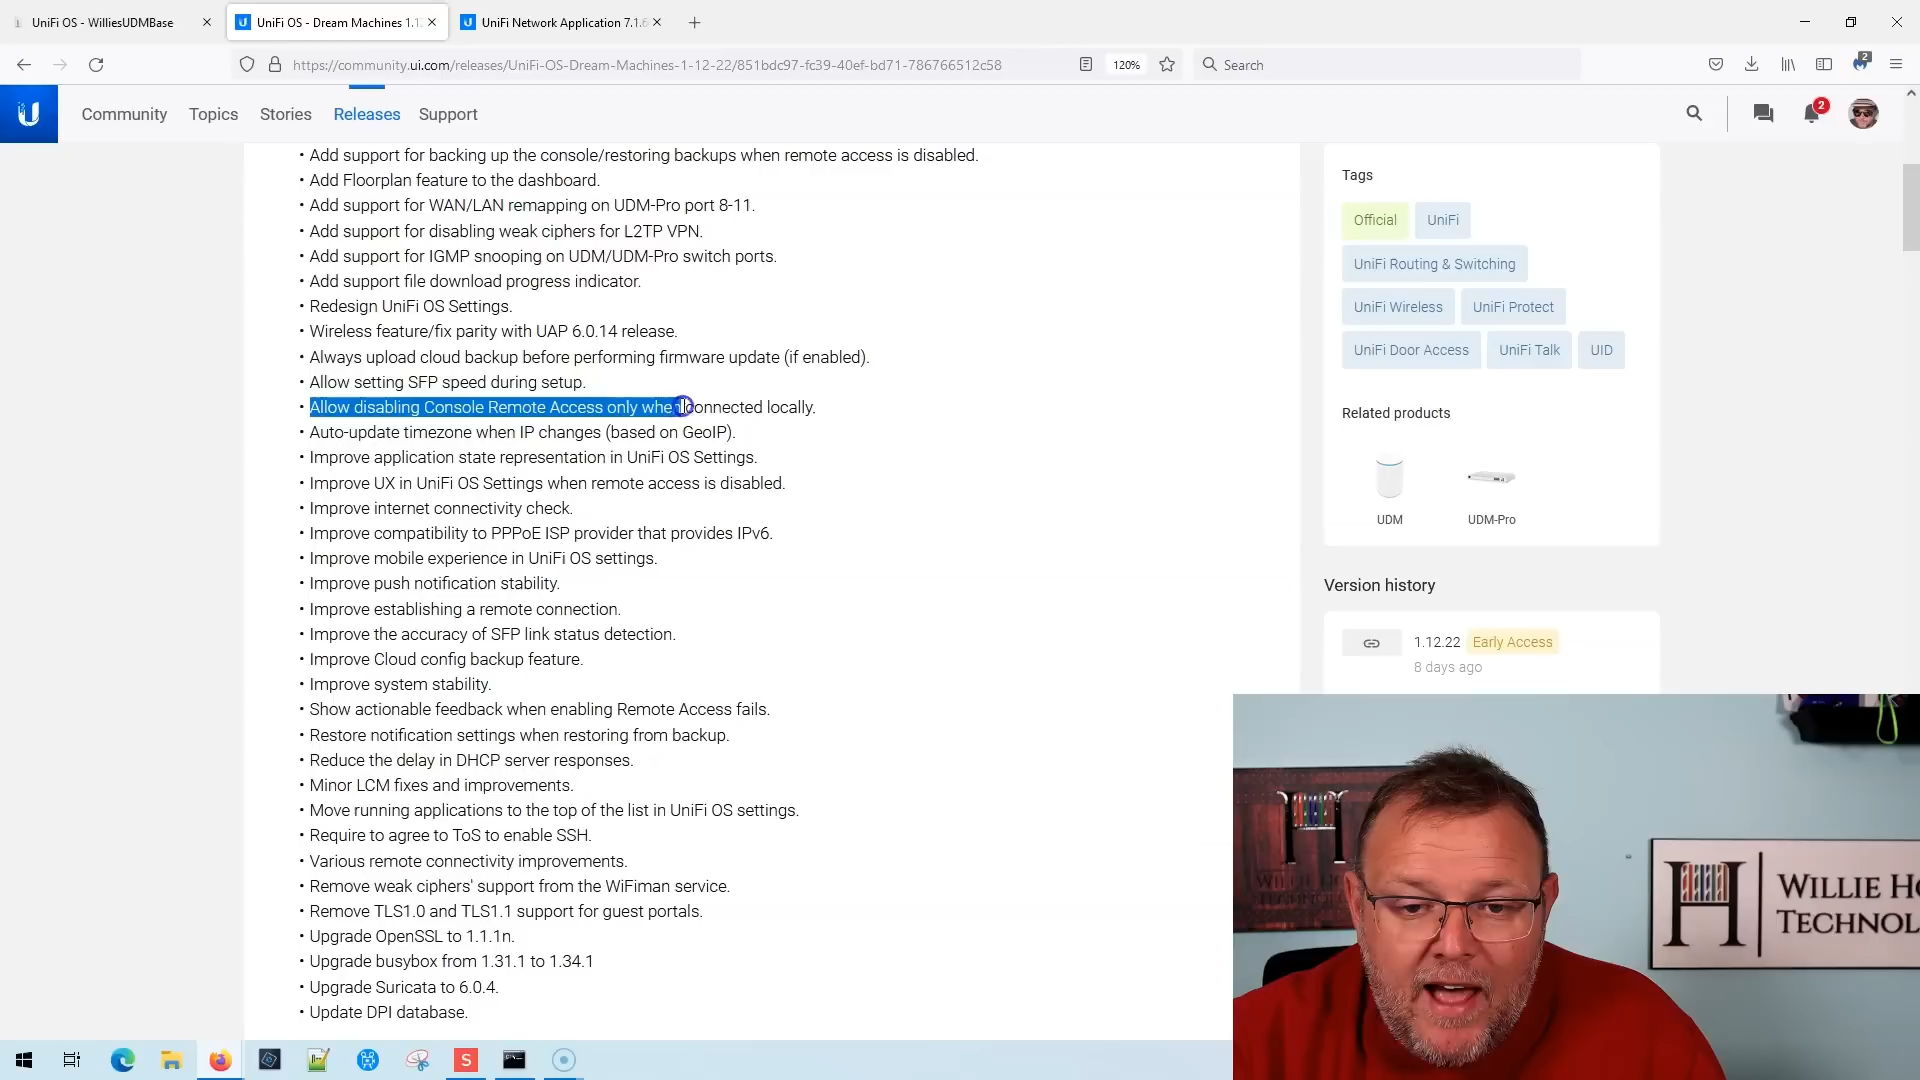 UniFi OS - WilliesUDMBase
UniFi OS - Dream Machines 1.12
UniFi Network Application 7.1.6
https://community.ui.com/releases/UniFi-OS-Dream-Machines-1-12-22/851bdc97-fc39-40ef-bd71-786766512c58
120%
Search
2
Community Topics Stories Releases Support
2
• Add support for backing up the console/restoring backups when remote access is disabled.
• Add Floorplan feature to the dashboard.
• Add support for WAN/LAN remapping on UDM-Pro port 8-11.
• Add support for disabling weak ciphers for L2TP VPN.
• Add support for IGMP snooping on UDM/UDM-Pro switch ports.
• Add support file download progress indicator.
• Redesign UniFi OS Settings.
• Wireless feature/fix parity with UAP 6.0.14 release.
• Always upload cloud backup before performing firmware update (if enabled).
• Allow setting SFP speed during setup.
• Allow disabling Console Remote Access only when connected locally.
• Auto-update timezone when IP changes (based on GeoIP).
• Improve application state representation in UniFi OS Settings.
• Improve UX in UniFi OS Settings when remote access is disabled.
• Improve internet connectivity check.
• Improve compatibility to PPPoE ISP provider that provides IPv6.
• Improve mobile experience in UniFi OS settings.
• Improve push notification stability.
• Improve establishing a remote connection.
• Improve the accuracy of SFP link status detection.
• Improve Cloud config backup feature.
• Improve system stability.
• Show actionable feedback when enabling Remote Access fails.
• Restore notification settings when restoring from backup.
• Reduce the delay in DHCP server responses.
• Minor LCM fixes and improvements.
• Move running applications to the top of the list in UniFi OS settings.
• Require to agree to ToS to enable SSH.
• Various remote connectivity improvements.
• Remove weak ciphers' support from the WiFiman service.
• Remove TLS1.0 and TLS1.1 support for guest portals.
• Upgrade OpenSSL to 1.1.1n.
• Upgrade busybox from 1.31.1 to 1.34.1
• Upgrade Suricata to 6.0.4.
• Update DPI database.
Tags
Official UniFi
UniFi Routing & Switching
UniFi Wireless UniFi Protect
UniFi Door Access UniFi Talk UID
Related products
UDM UDM-Pro
Version history
1.12.22 Early Access
8 days ago
WILLIE HO
TECHNOL